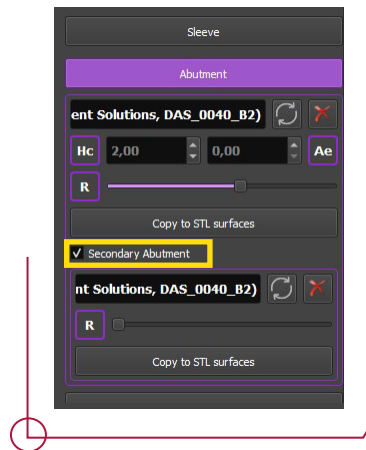 Sleeve
Abutment
ent Solutions, DAS_0040_B2)
Hc 2,00 0,00 Ae
R
Copy to STL surfaces
Secondary Abutment
nt Solutions, DAS_0040_B2)
R
Copy to STL surfaces